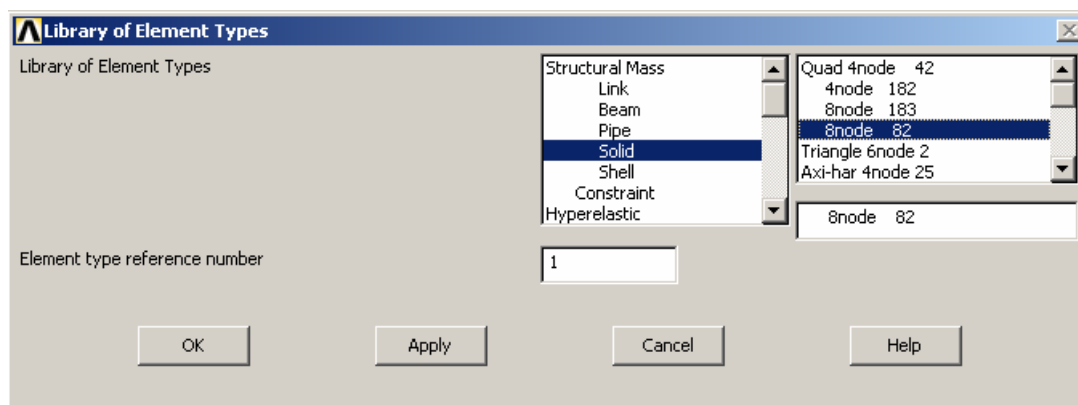 Library of Element Types
Library of Element Types
Structural Mass
Link
Beam
Pipe
Solid
Shell
Constraint
Hyperelastic
Quad 4node 42
4node 182
8node 183
8node 82
Triangle 6node 2
Axi-har 4node 25
8node 82
Element type reference number
1
OK
Apply
Cancel
Help